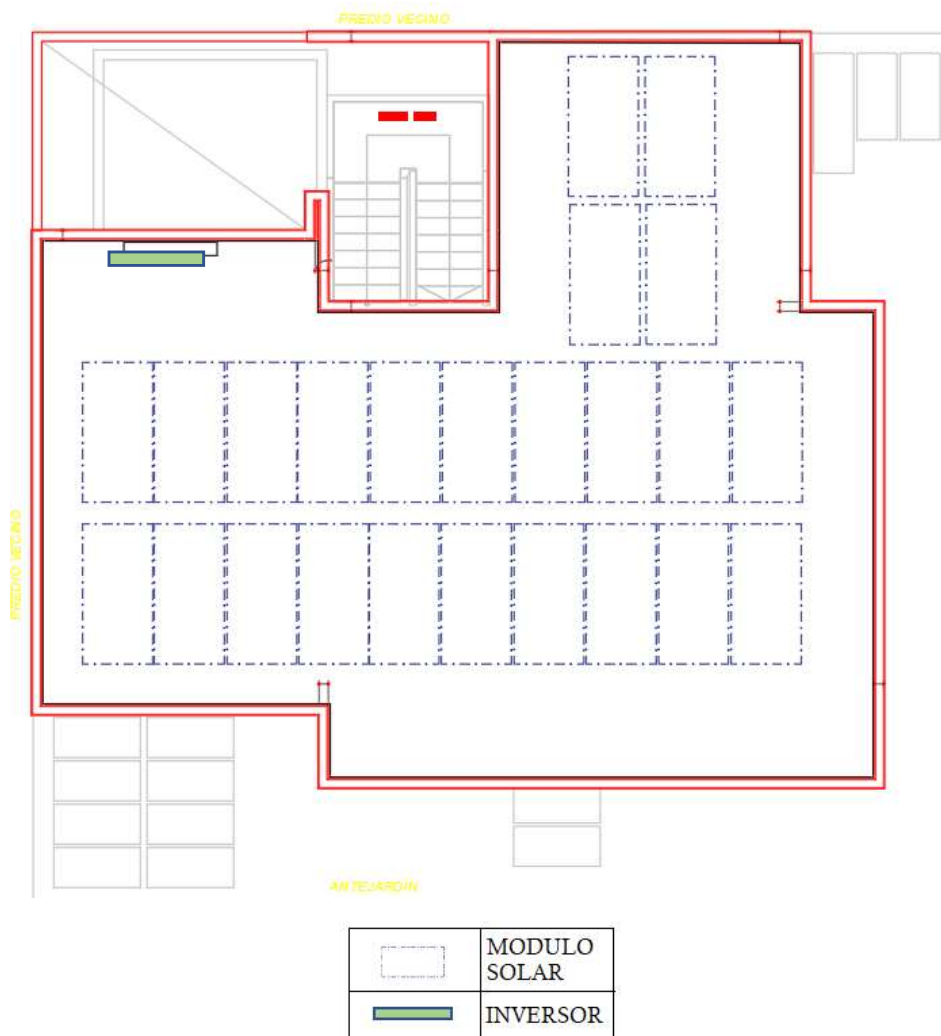 PREDIO VECINO
PREDIO VECINO
ANTEJARDÍN
MODULO
SOLAR
INVERSOR